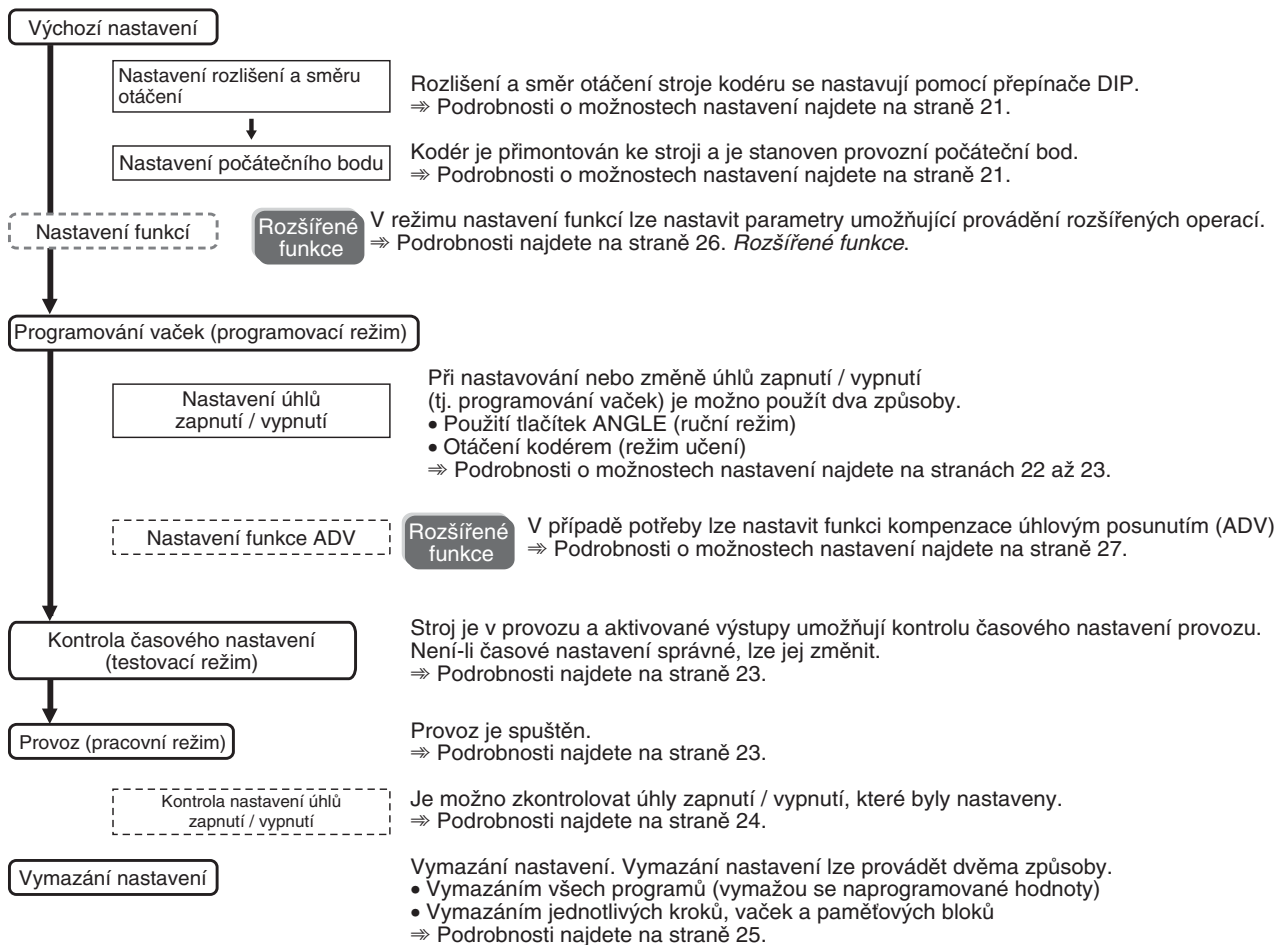 Výchozí nastavení
Nastavení rozlišení a směru
otáčení
Rozlišení a směr otáčení stroje kodéru se nastavují pomocí přepínače DIP.
⇒ Podrobnosti o možnostech nastavení najdete na straně 21.
Nastavení počátečního bodu
Kodér je přimontován ke stroji a je stanoven provozní počáteční bod.
⇒ Podrobnosti o možnostech nastavení najdete na straně 21.
Nastavení funkcí
Rozšířené
funkce
V režimu nastavení funkcí lze nastavit parametry umožňující provádění rozšířených operací.
⇒ Podrobnosti najdete na straně 26. Rozšířené funkce.
Programování vaček (programovací režim)
Nastavení úhlů
zapnutí / vypnutí
Při nastavování nebo změně úhlů zapnutí / vypnutí
(tj. programování vaček) je možno použít dva způsoby.
• Použití tlačítek ANGLE (ruční režim)
• Otáčení kodérem (režim učení)
⇒ Podrobnosti o možnostech nastavení najdete na stranách 22 až 23.
Nastavení funkce ADV
Rozšířené
funkce
V případě potřeby lze nastavit funkci kompenzace úhlovým posunutím (ADV)
⇒ Podrobnosti o možnostech nastavení najdete na straně 27.
Kontrola časového nastavení
(testovací režim)
Stroj je v provozu a aktivované výstupy umožňují kontrolu časového nastavení provozu.
Není-li časové nastavení správné, lze jej změnit.
⇒ Podrobnosti najdete na straně 23.
Provoz (pracovní režim)
Provoz je spuštěn.
⇒ Podrobnosti najdete na straně 23.
Kontrola nastavení úhlů
zapnutí / vypnutí
Je možno zkontrolovat úhly zapnutí / vypnutí, které byly nastaveny.
⇒ Podrobnosti najdete na straně 24.
Vymazání nastavení
Vymazání nastavení. Vymazání nastavení lze provádět dvěma způsoby.
• Vymazáním všech programů (vymažou se naprogramované hodnoty)
• Vymazáním jednotlivých kroků, vaček a paměťových bloků
⇒ Podrobnosti najdete na straně 25.